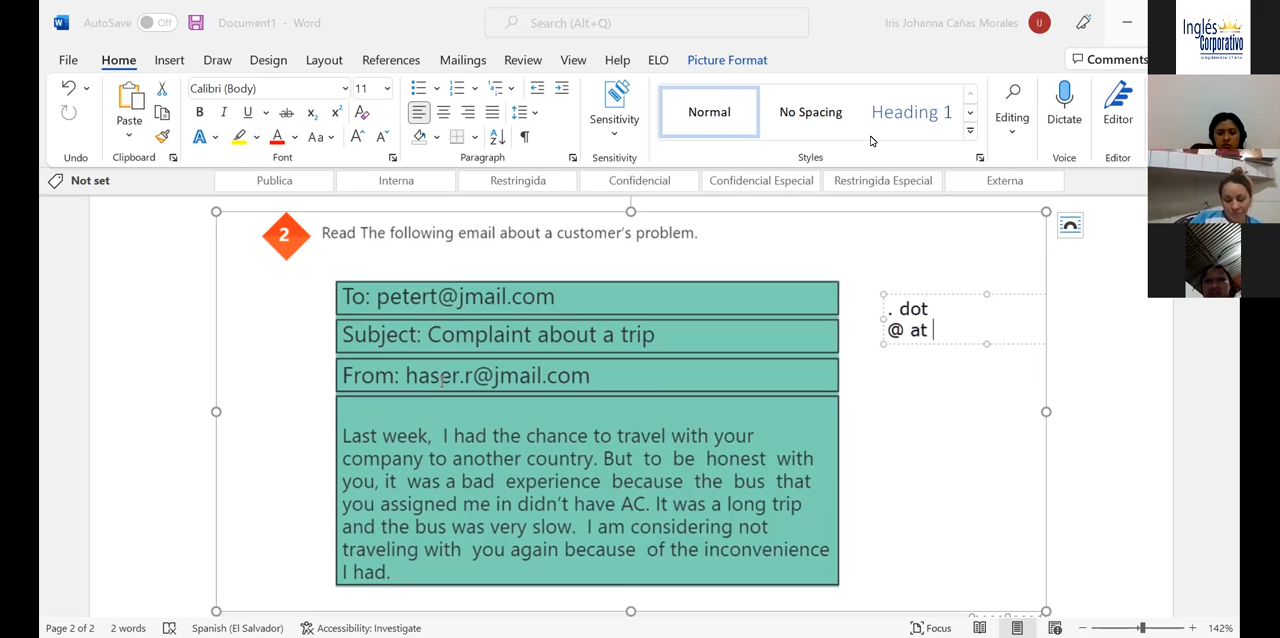 AutoSave Off Document1 - Word Search (Alt+Q) Iris Johanna Cañas Morales IJ
File Home Insert Draw Design Layout References Mailings Review View Help ELO Picture Format Comments
Calibri (Body) 11
Paste Sensitivity Normal No Spacing Heading 1 Editing Dictate Editor
Undo Clipboard Font Paragraph Sensitivity Styles Voice Editor
Not set Publica Interna Restringida Confidencial Confidencial Especial Restringida Especial Externa
Inglés
Corporativo
2 Read The following email about a customer's problem.
To: petert@jmail.com
Subject: Complaint about a trip
From: haser.r@jmail.com
. dot
@ at
Last week, I had the chance to travel with your
company to another country. But to be honest with
you, it was a bad experience because the bus that
you assigned me in didn't have AC. It was a long trip
and the bus was very slow. I am considering not
traveling with you again because of the inconvenience
I had.
Page 2 of 2 2 words Spanish (El Salvador) Accessibility: Investigate Focus 142%